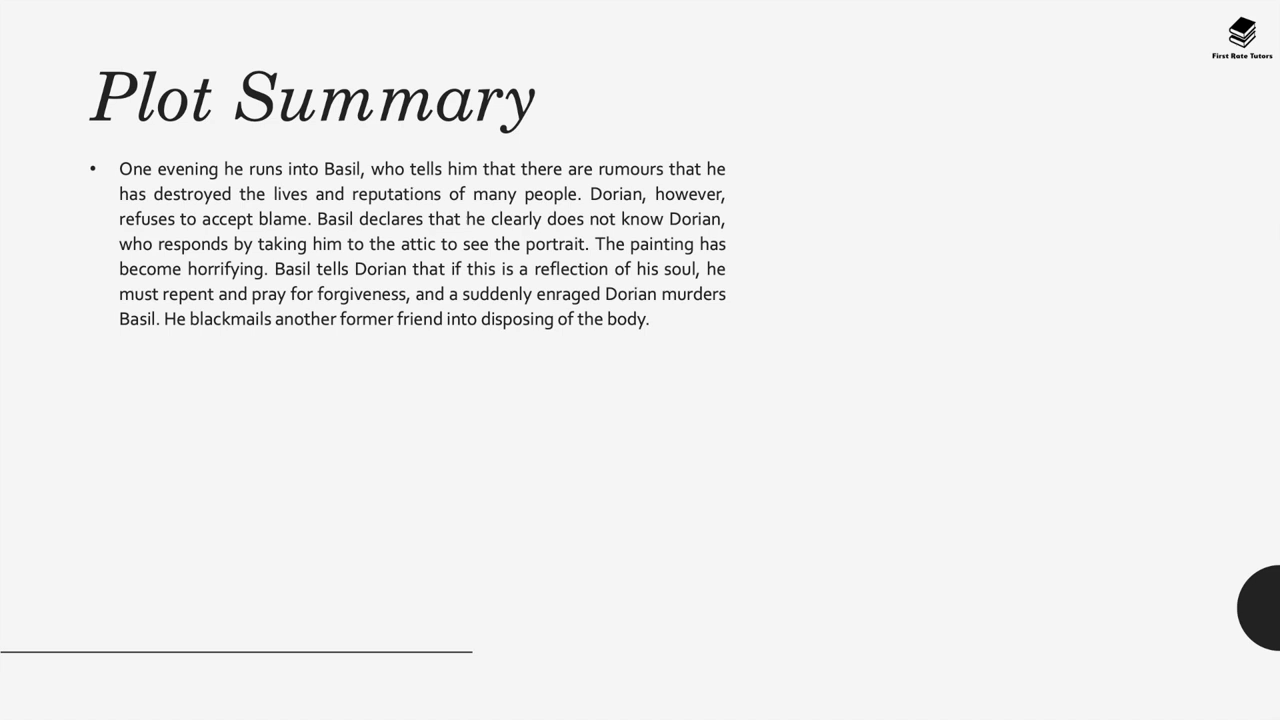 First Rate Tutors
Plot Summary
• One evening he runs into Basil, who tells him that there are rumours that he
has destroyed the lives and reputations of many people. Dorian, however,
refuses to accept blame. Basil declares that he clearly does not know Dorian,
who responds by taking him to the attic to see the portrait. The painting has
become horrifying. Basil tells Dorian that if this is a reflection of his soul, he
must repent and pray for forgiveness, and a suddenly enraged Dorian murders
Basil. He blackmails another former friend into disposing of the body.